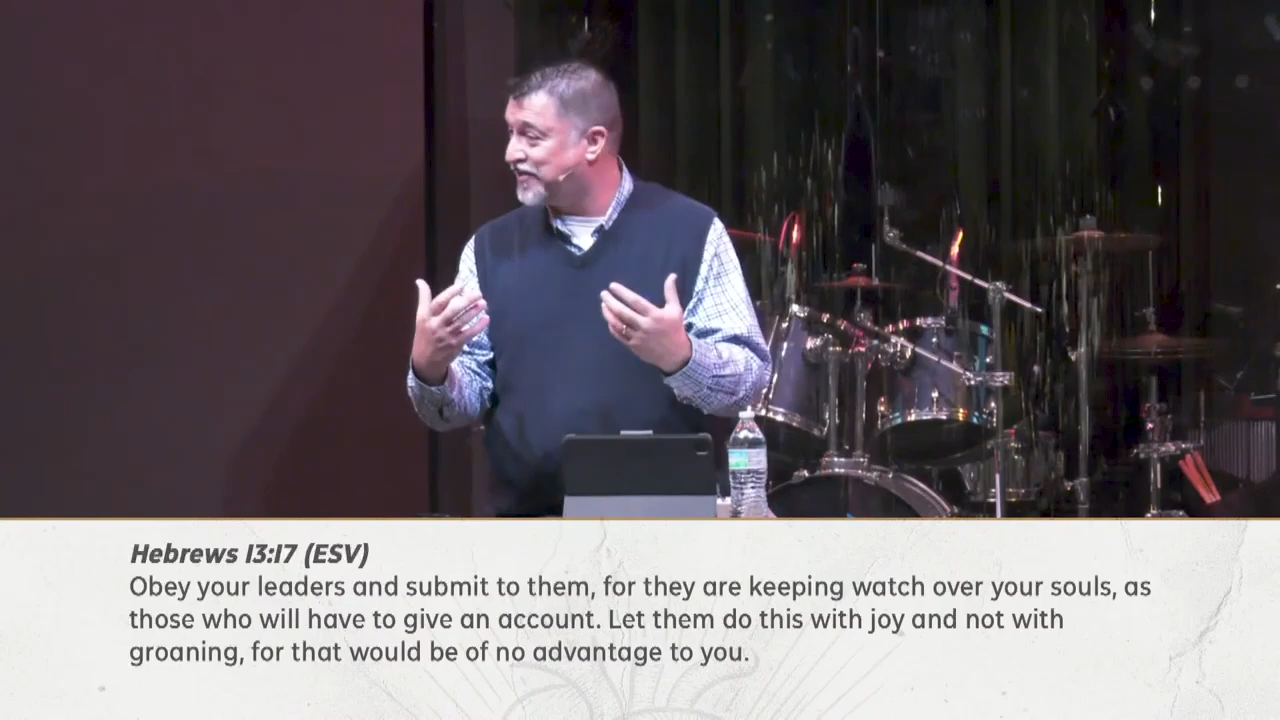 Hebrews 13:17 (ESV)
Obey your leaders and submit to them, for they are keeping watch over your souls, as
those who will have to give an account. Let them do this with joy and not with
groaning, for that would be of no advantage to you.